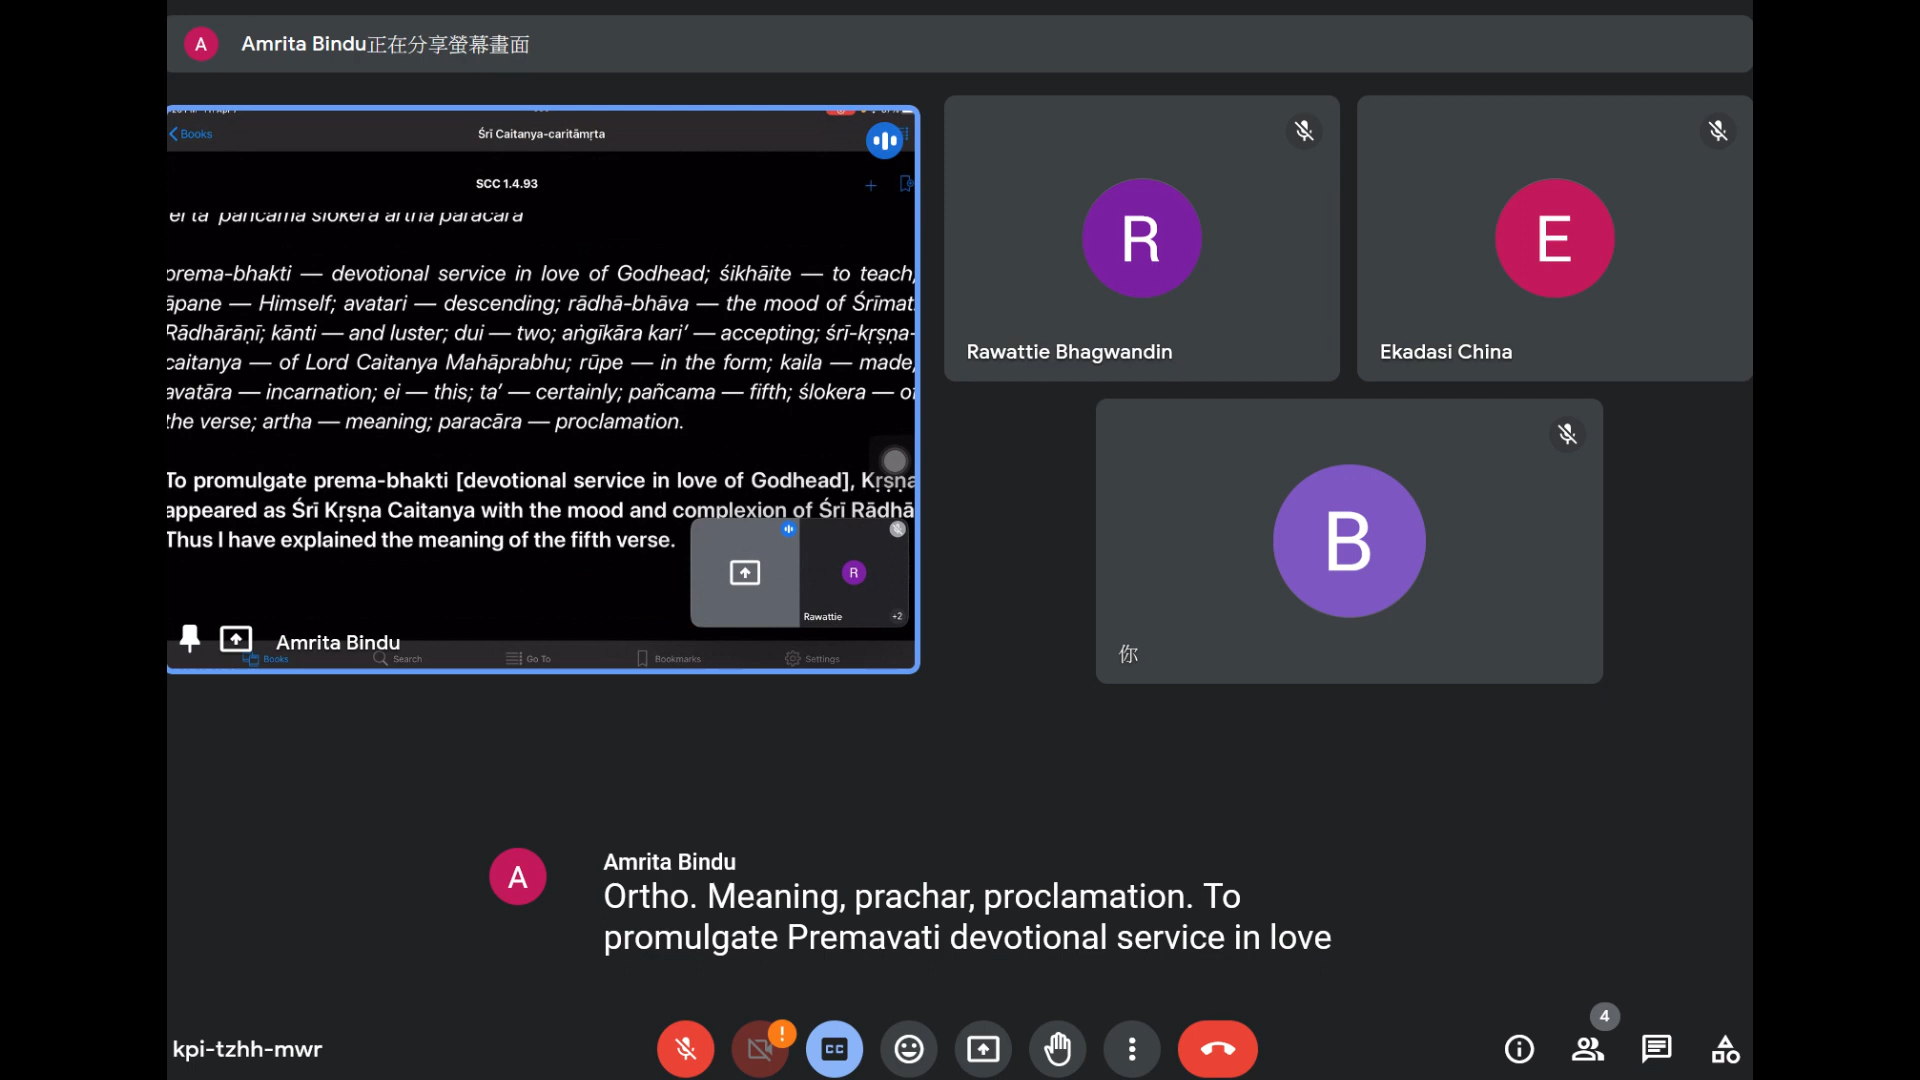 A Amrita Bindu正在分享螢幕畫面
Books
Śrī Caitanya-caritāmṛta
SCC 1.4.93
ei ta' pañcama ślokera artha paracāra
prema-bhakti — devotional service in love of Godhead; śikhāite — to teach;
āpane — Himself; avatari — descending; rādhā-bhāva — the mood of Śrīmat
Rādhārāṇī; kānti — and luster; dui — two; aṅgīkāra kari' — accepting; śrī-kṛṣṇa-
caitanya — of Lord Caitanya Mahāprabhu; rūpe — in the form; kaila — made;
avatāra — incarnation; ei — this; ta' — certainly; pañcama — fifth; ślokera — of
the verse; artha — meaning; paracāra — proclamation.
To promulgate prema-bhakti [devotional service in love of Godhead], Kṛṣṇa
appeared as Śrī Kṛṣṇa Caitanya with the mood and complexion of Śrī Rādhā
Thus I have explained the meaning of the fifth verse.
R
Rawattie +2
Amrita Bindu
Books Search Go To Bookmarks Settings
R
Rawattie Bhagwandin
E
Ekadasi China
B
你
A
Amrita Bindu
Ortho. Meaning, prachar, proclamation. To
promulgate Premavati devotional service in love
kpi-tzhh-mwr
CC
4